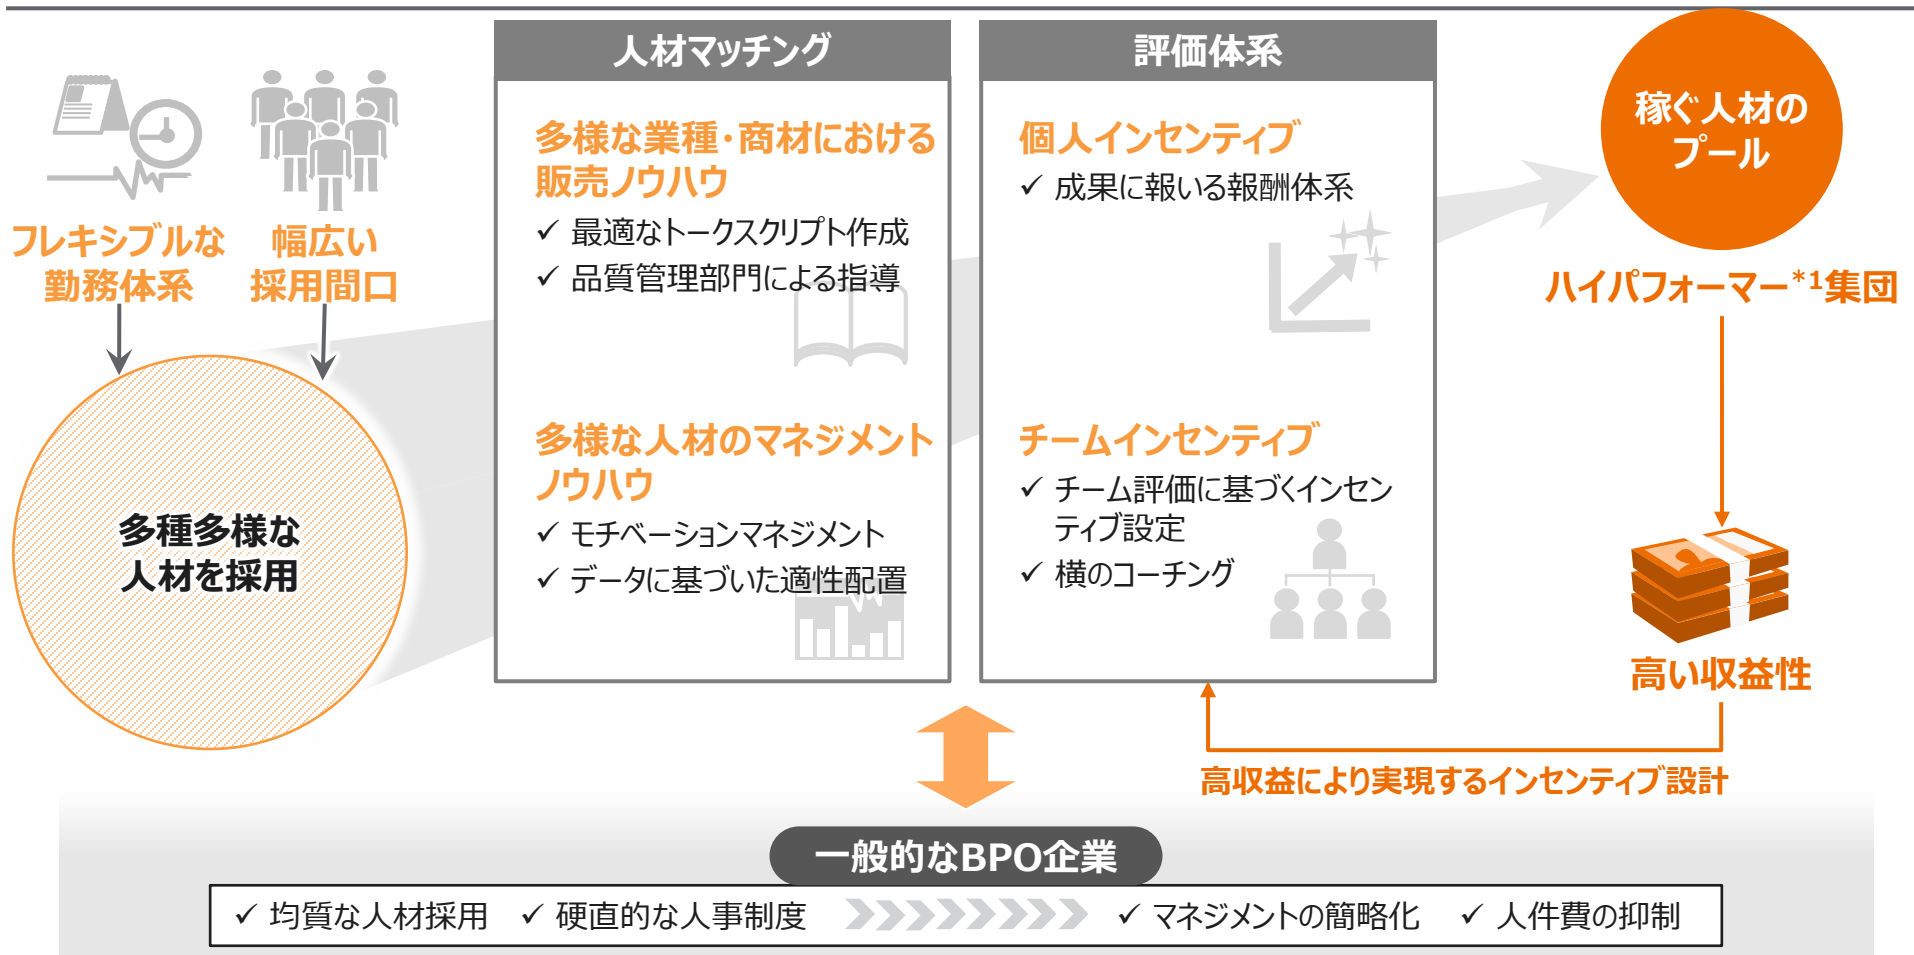 フレキシブルな
勤務体系
幅広い
採用間口
多種多様な
人材を採用
人材マッチング
多様な業種・商材における
販売ノウハウ
✓ 最適なトークスクリプト作成
✓ 品質管理部門による指導
多様な人材のマネジメント
ノウハウ
✓ モチベーションマネジメント
✓ データに基づいた適性配置
評価体系
個人インセンティブ
✓ 成果に報いる報酬体系
チームインセンティブ
✓ チーム評価に基づくインセン
ティブ設定
✓ 横のコーチング
稼ぐ人材の
プール
ハイパフォーマー*1集団
高い収益性
高収益により実現するインセンティブ設計
一般的なBPO企業
✓ 均質な人材採用 ✓ 硬直的な人事制度 ✓ マネジメントの簡略化 ✓ 人件費の抑制